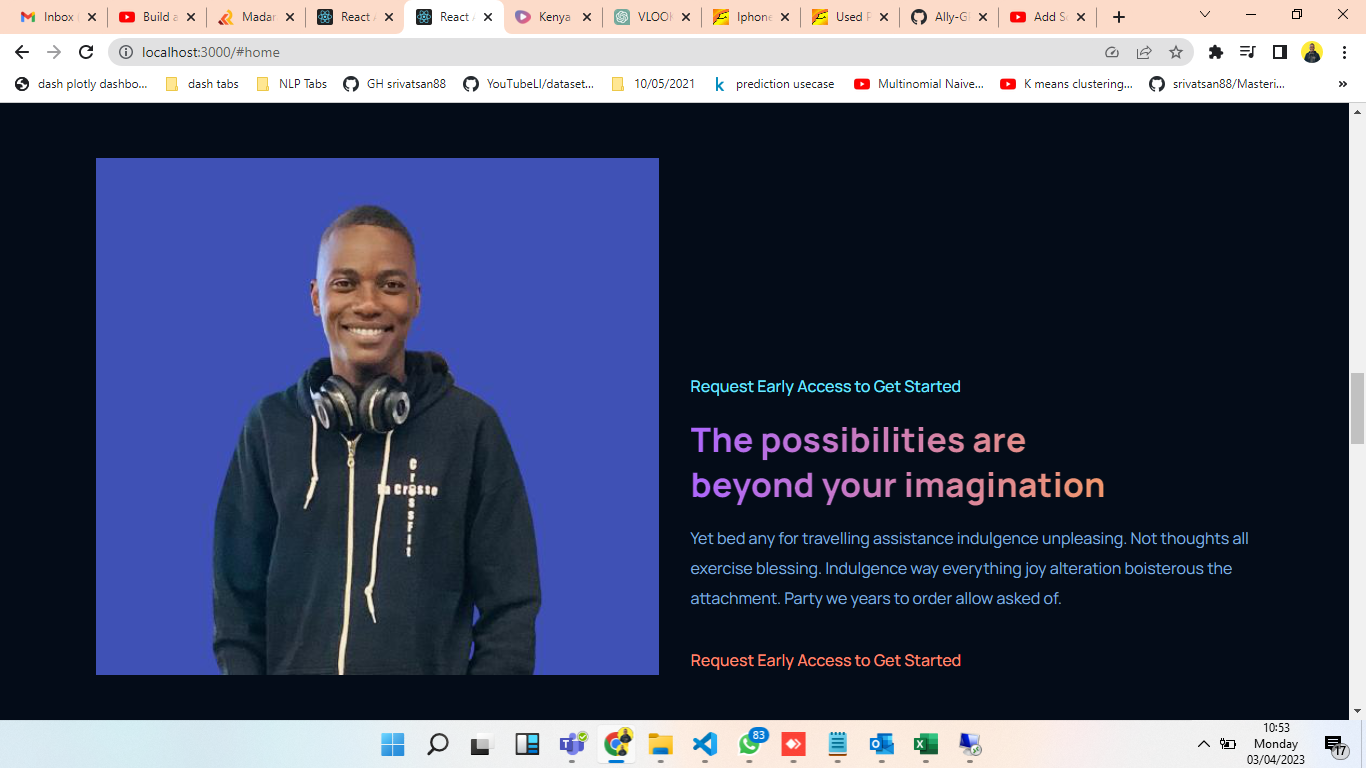 Inbox
Build a
Madar
React
React
Kenya
VLOO
Iphone
Used P
Ally-G
Add S
localhost:3000/#home
dash plotly dashbo...
dash tabs
NLP Tabs
GH srivatsan88
YouTubeLI/dataset...
10/05/2021
prediction usecase
Multinomial Naive...
K means clustering...
srivatsan88/Masteri...
»
Crossfit
La Crosse
Request Early Access to Get Started
The possibilities are
beyond your imagination
Yet bed any for travelling assistance indulgence unpleasing. Not thoughts all
exercise blessing. Indulgence way everything joy alteration boisterous the
attachment. Party we years to order allow asked of.
Request Early Access to Get Started
83
10:53
Monday
03/04/2023
17